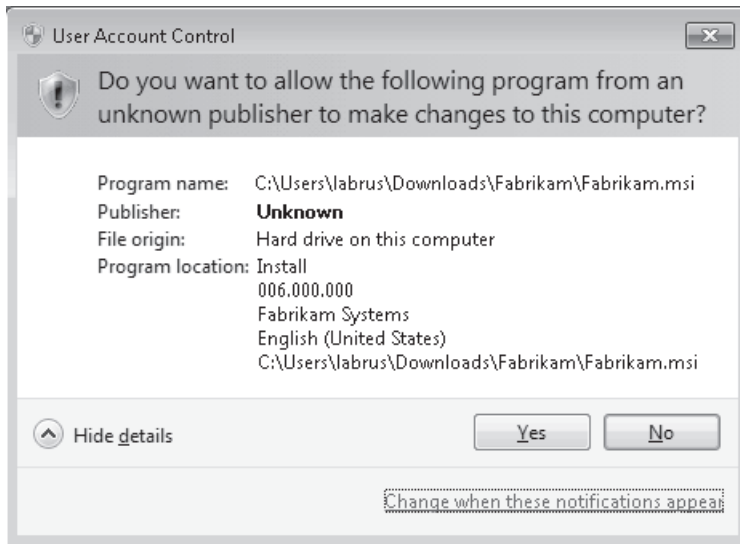 User Account Control
Do you want to allow the following program from an
unknown publisher to make changes to this computer?
Program name: C:\Users\labrus\Downloads\Fabrikam\Fabrikam.msi
Publisher: Unknown
File origin: Hard drive on this computer
Program location: Install
006.000.000
Fabrikam Systems
English (United States)
C:\Users\labrus\Downloads\Fabrikam\Fabrikam.msi
Hide details
Yes
No
Change when these notifications appear